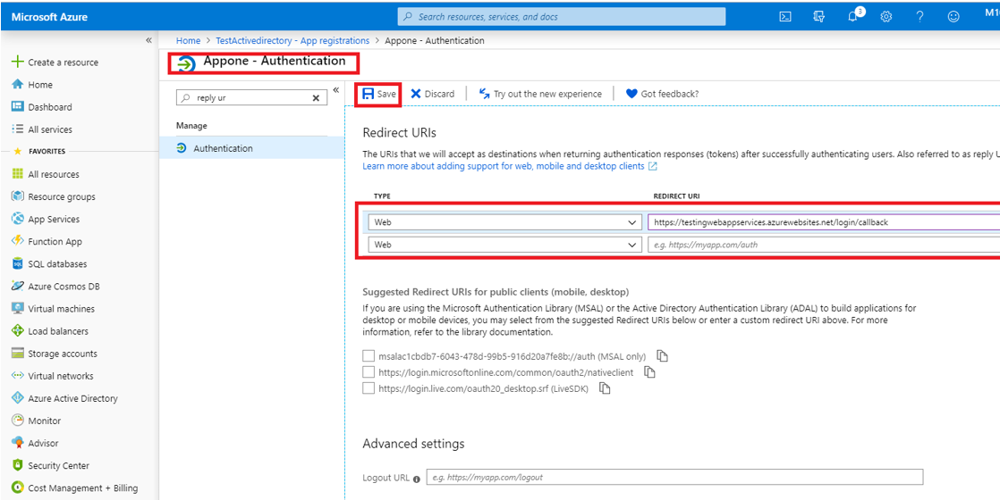 Microsoft Azure
Search resources, services, and docs
3
M1
«
Create a resource
Home
Dashboard
All services
FAVORITES
All resources
Resource groups
App Services
Function App
SQL databases
Azure Cosmos DB
Virtual machines
Load balancers
Storage accounts
Virtual networks
Azure Active Directory
Monitor
Advisor
Security Center
Cost Management + Billing
Home > TestActivedirectory - App registrations > Appone - Authentication
Appone - Authentication
reply ur
«
Manage
Authentication
Save Discard Try out the new experience Got feedback?
Redirect URIs
The URIs that we will accept as destinations when returning authentication responses (tokens) after successfully authenticating users. Also referred to as reply U
Learn more about adding support for web, mobile and desktop clients
TYPE REDIRECT URI
Web https://testingwebappservices.azurewebsites.net/login/callback
Web e.g. https://myapp.com/auth
Suggested Redirect URIs for public clients (mobile, desktop)
If you are using the Microsoft Authentication Library (MSAL) or the Active Directory Authentication Library (ADAL) to build applications for
desktop or mobile devices, you may select from the suggested Redirect URIs below or enter a custom redirect URI above. For more
information, refer to the library documentation.
msalac1cbdb7-6043-478d-99b5-916d20a7fe8b://auth (MSAL only)
https://login.microsoftonline.com/common/oauth2/nativeclient
https://login.live.com/oauth20_desktop.srf (LiveSDK)
Advanced settings
Logout URL e.g. https://myapp.com/logout